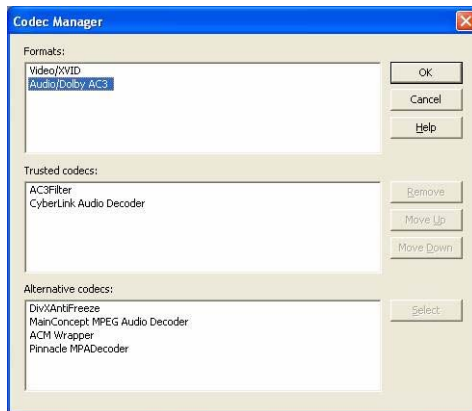 Codec Manager
Formats:
Video/XVID
Audio/Dolby AC3
OK
Cancel
Help
Trusted codecs:
AC3Filter
CyberLink Audio Decoder
Remove
Move Up
Move Down
Alternative codecs:
DivXAntiFreeze
MainConcept MPEG Audio Decoder
ACM Wrapper
Pinnacle MPADecoder
Select